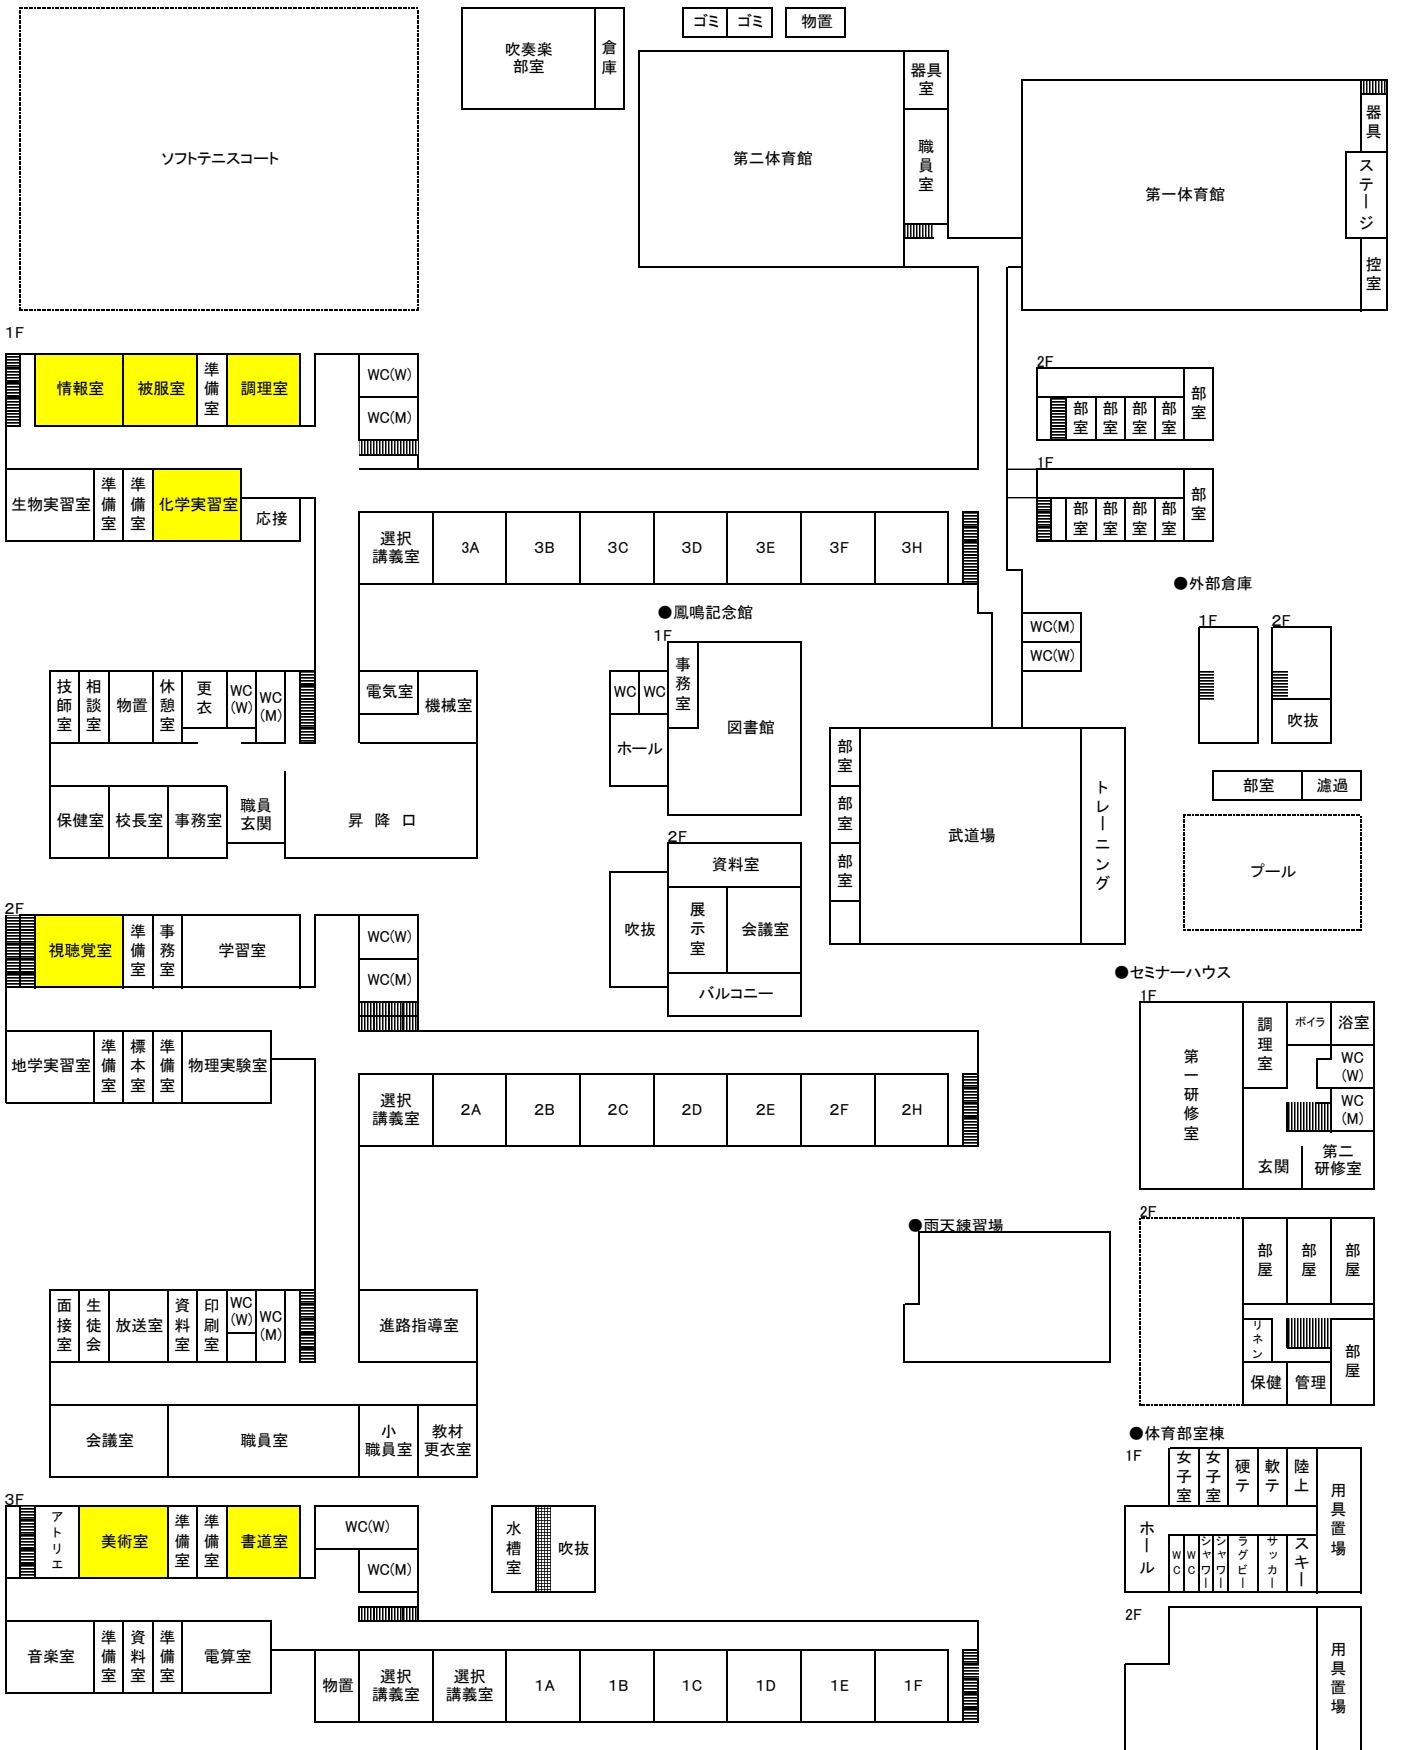 ゴミ ゴミ 物置
吹奏楽
部室
倉庫
ソフトテニスコート
第二体育館
器具
室
職員室
第一体育館
器具
ステージ
控室
1F
情報室 被服室 準備室 調理室
WC(W)
WC(M)
生物実習室 準備室 準備室 化学実習室 応接
2F
部室 部室 部室 部室 部室
1F
部室 部室 部室 部室 部室
選択
講義室
3A 3B 3C 3D 3E 3F 3H
●外部倉庫
1F 2F
吹抜
●鳳鳴記念館
1F
事務室
WC WC
ホール
図書館
WC(M)
WC(W)
技師室 相談室 物置 休憩室 更衣
WC
(W)
WC
(M)
電気室 機械室
保健室 校長室 事務室
職員
玄関
昇 降 口
部室
部室
部室
武道場
トレーニング
部室 濾過
プール
2F
資料室
吹抜
展示室
会議室
バルコニー
2F
視聴覚室 準備室 事務室 学習室
WC(W)
WC(M)
地学実習室 準備室 標本室 準備室 物理実験室
選択
講義室
2A 2B 2C 2D 2E 2F 2H
●セミナーハウス
1F
第一研修室
調理室
ボイラ 浴室
WC
(W)
WC
(M)
玄関
第二
研修室
●雨天練習場
2F
部屋 部屋 部屋
リネン
部屋
保健 管理
面接室 生徒会 放送室 資料室 印刷室
WC
(W)
WC
(M)
進路指導室
会議室 職員室
小
職員室
教材
更衣室
●体育部室棟
1F
女子室 女子室 硬テ 軟テ 陸上
用具置場
ホール
WC WC シャワー シャワー ラグビー サッカー スキー
2F
用具置場
3F
アトリエ 美術室 準備室 準備室 書道室
WC(W)
WC(M)
水槽室 吹抜
音楽室 準備室 資料室 準備室 電算室
物置
選択
講義室
選択
講義室
1A 1B 1C 1D 1E 1F